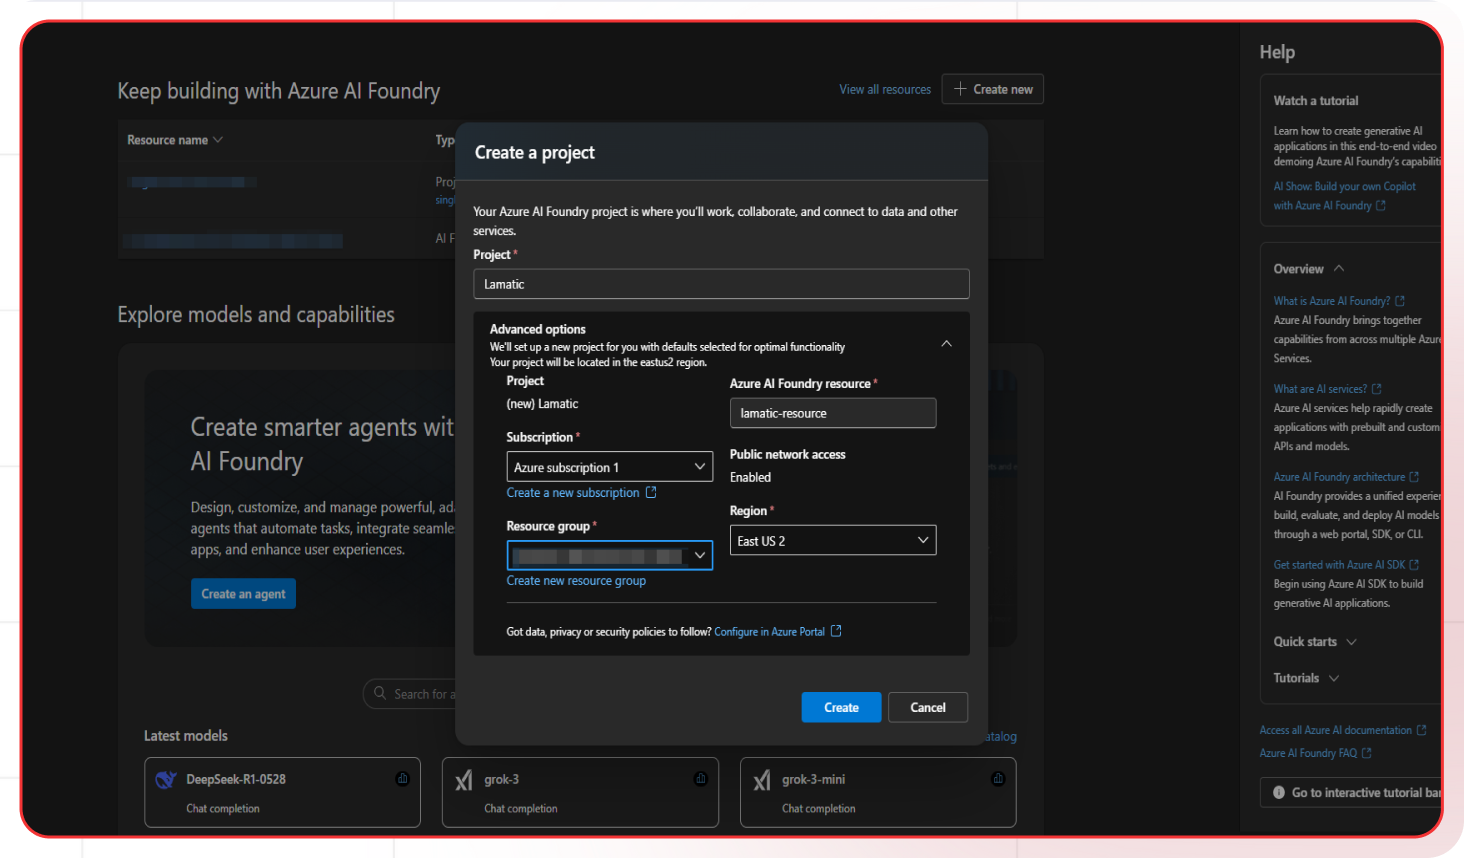 Keep building with Azure AI Foundry
View all resources
Create new
Resource name
Typ
Proj
singl
AI F
Explore models and capabilities
Create smarter agents wit
AI Foundry
Design, customize, and manage powerful, ad
agents that automate tasks, integrate seamle
apps, and enhance user experiences.
Create an agent
Search for a
atalog
Latest models
DeepSeek-R1-0528
Chat completion
grok-3
Chat completion
grok-3-mini
Chat completion
Create a project
Your Azure AI Foundry project is where you'll work, collaborate, and connect to data and other
services.
Project *
Lamatic
Advanced options
We'll set up a new project for you with defaults selected for optimal functionality
Your project will be located in the eastus2 region.
Project
(new) Lamatic
Subscription *
Azure subscription 1
Create a new subscription
Resource group *
Create new resource group
Azure AI Foundry resource *
lamatic-resource
Public network access
Enabled
Region *
East US 2
Got data, privacy or security policies to follow? Configure in Azure Portal
Create
Cancel
Help
Watch a tutorial
Learn how to create generative AI
applications in this end-to-end video
demoing Azure AI Foundry's capabiliti
AI Show: Build your own Copilot
with Azure AI Foundry
Overview
What is Azure AI Foundry?
Azure AI Foundry brings together
capabilities from across multiple Azure
Services.
What are AI services?
Azure AI services help rapidly create
applications with prebuilt and custom
APIs and models.
Azure AI Foundry architecture
AI Foundry provides a unified experien
build, evaluate, and deploy AI models
through a web portal, SDK, or CLI.
Get started with Azure AI SDK
Begin using Azure AI SDK to build
generative AI applications.
Quick starts
Tutorials
Access all Azure AI documentation
Azure AI Foundry FAQ
Go to interactive tutorial bar